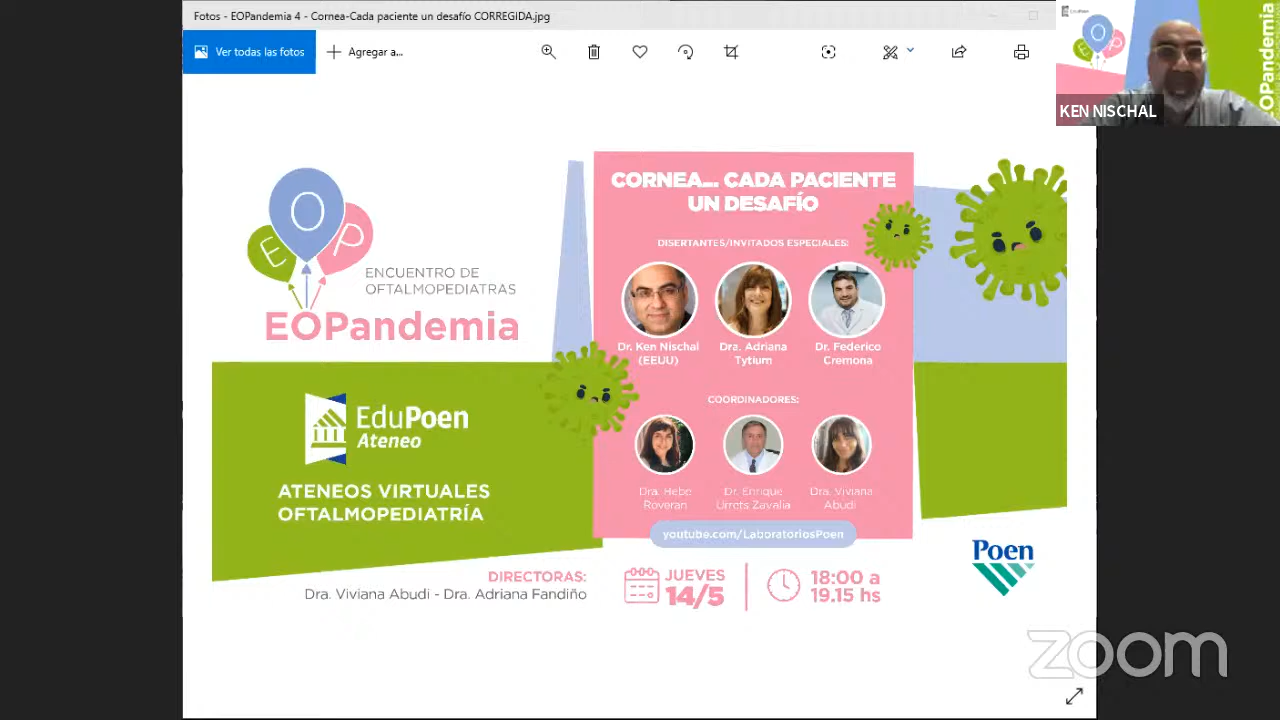 Fotos - EOPandemia 4 - Cornea-Cada paciente un desafío CORREGIDA.jpg
Ver todas las fotos
Agregar a...
KEN NISCHAL
EOPandemia
O
E
P
O
E
P
ENCUENTRO DE
OFTALMOPEDIATRAS
EOPandemia
EduPoen
Ateneo
ATENEOS VIRTUALES
OFTALMOPEDIATRÍA
CORNEA... CADA PACIENTE
UN DESAFÍO
DISERTANTES/INVITADOS ESPECIALES:
Dr. Ken Nischal
(EEUU)
Dra. Adriana
Tytium
Dr. Federico
Cremona
COORDINADORES:
Dra. Hebe
Roveran
Dr. Enrique
Urrets Zavalia
Dra. Viviana
Abudi
youtube.com/LaboratoriosPoen
DIRECTORAS:
Dra. Viviana Abudi - Dra. Adriana Fandiño
JUEVES
14/5
18:00 a
19.15 hs
Poen
zoom